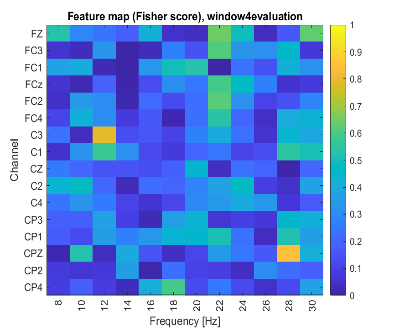 Feature map (Fisher score), window4evaluation
Channel
FZ
FC3
FC1
FCz
FC2
FC4
C3
C1
CZ
C2
C4
CP3
CP1
CPZ
CP2
CP4
8 10 12 14 16 18 20 22 24 26 28 30
Frequency [Hz]
1
0.9
0.8
0.7
0.6
0.5
0.4
0.3
0.2
0.1
0